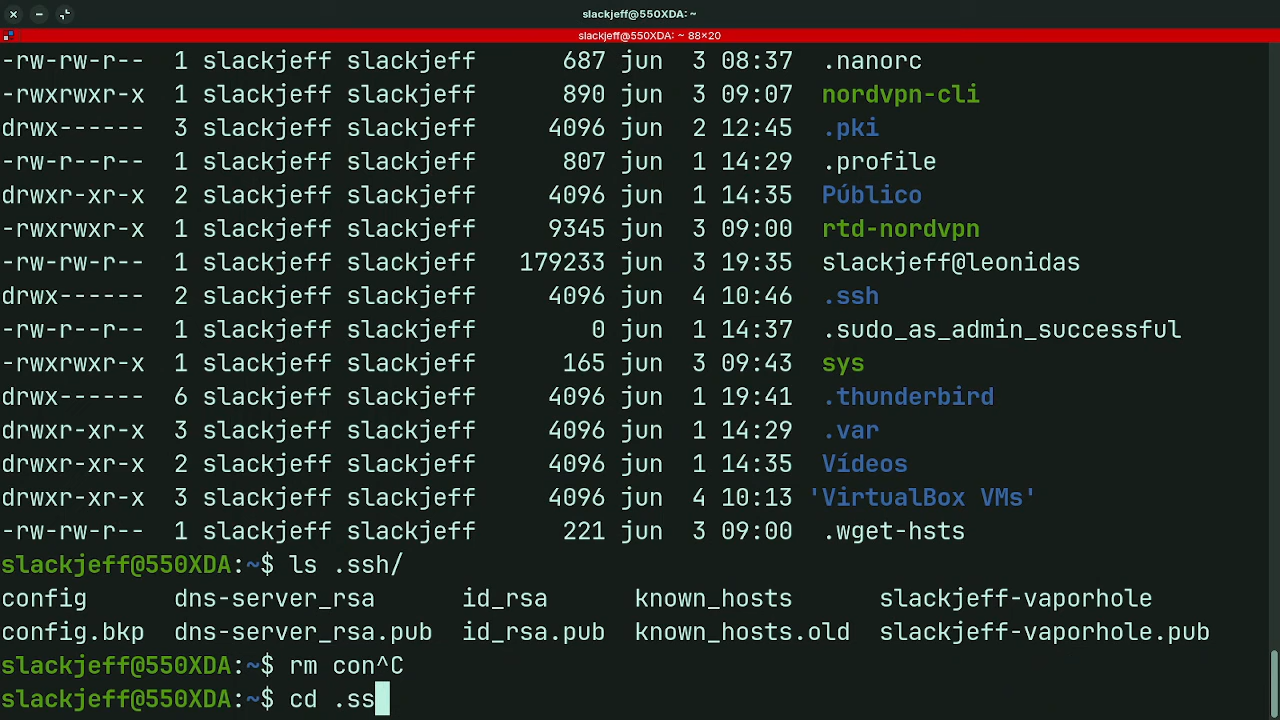 slackjeff@550XDA: ~
slackjeff@550XDA: ~ 88×20
-rw-rw-r-- 1 slackjeff slackjeff 687 jun 3 08:37 .nanorc
-rwxrwxr-x 1 slackjeff slackjeff 890 jun 3 09:07 nordvpn-cli
drwx------ 3 slackjeff slackjeff 4096 jun 2 12:45 .pki
-rw-r--r-- 1 slackjeff slackjeff 807 jun 1 14:29 .profile
drwxr-xr-x 2 slackjeff slackjeff 4096 jun 1 14:35 Público
-rwxrwxr-x 1 slackjeff slackjeff 9345 jun 3 09:00 rtd-nordvpn
-rw-rw-r-- 1 slackjeff slackjeff 179233 jun 3 19:35 slackjeff@leonidas
drwx------ 2 slackjeff slackjeff 4096 jun 4 10:46 .ssh
-rw-r--r-- 1 slackjeff slackjeff 0 jun 1 14:37 .sudo_as_admin_successful
-rwxrwxr-x 1 slackjeff slackjeff 165 jun 3 09:43 sys
drwx------ 6 slackjeff slackjeff 4096 jun 1 19:41 .thunderbird
drwxr-xr-x 3 slackjeff slackjeff 4096 jun 1 14:29 .var
drwxr-xr-x 2 slackjeff slackjeff 4096 jun 1 14:35 Vídeos
drwxr-xr-x 3 slackjeff slackjeff 4096 jun 4 10:13 'VirtualBox VMs'
-rw-rw-r-- 1 slackjeff slackjeff 221 jun 3 09:00 .wget-hsts
slackjeff@550XDA:~$ ls .ssh/
config dns-server_rsa id_rsa known_hosts slackjeff-vaporhole
config.bkp dns-server_rsa.pub id_rsa.pub known_hosts.old slackjeff-vaporhole.pub
slackjeff@550XDA:~$ rm con^C
slackjeff@550XDA:~$ cd .ss